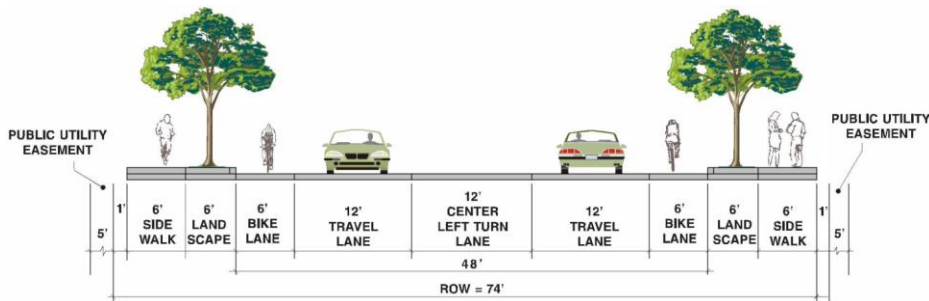 PUBLIC UTILITY
EASEMENT
PUBLIC UTILITY
EASEMENT
5'
1'
6'
SIDE
WALK
6'
LAND
SCAPE
6'
BIKE
LANE
12'
TRAVEL
LANE
12'
CENTER
LEFT TURN
LANE
12'
TRAVEL
LANE
6'
BIKE
LANE
6'
LAND
SCAPE
6'
SIDE
WALK
1'
5'
48'
ROW = 74'